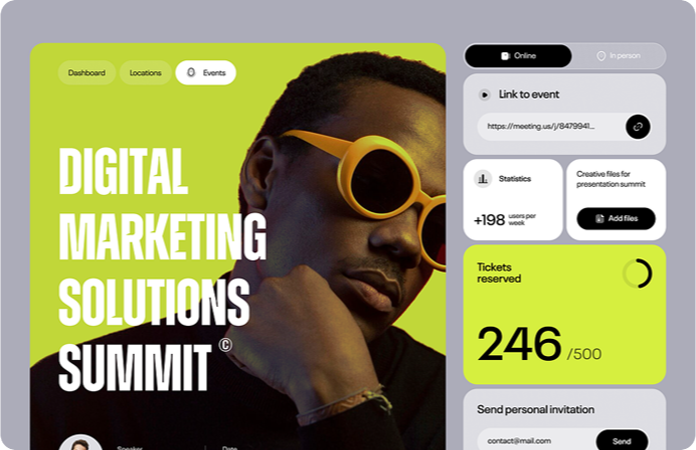 Dashboard
Locations
Events
DIGITAL
MARKETING
SOLUTIONS
SUMMIT ©
Speaker
Date
Online
In person
Link to event
https://meeting.us/j/8479941...
Statistics
+198 users per
week
Creative files for
presentation summit
Add files
Tickets
reserved
246 /500
Send personal invitation
contact@mail.com
Send